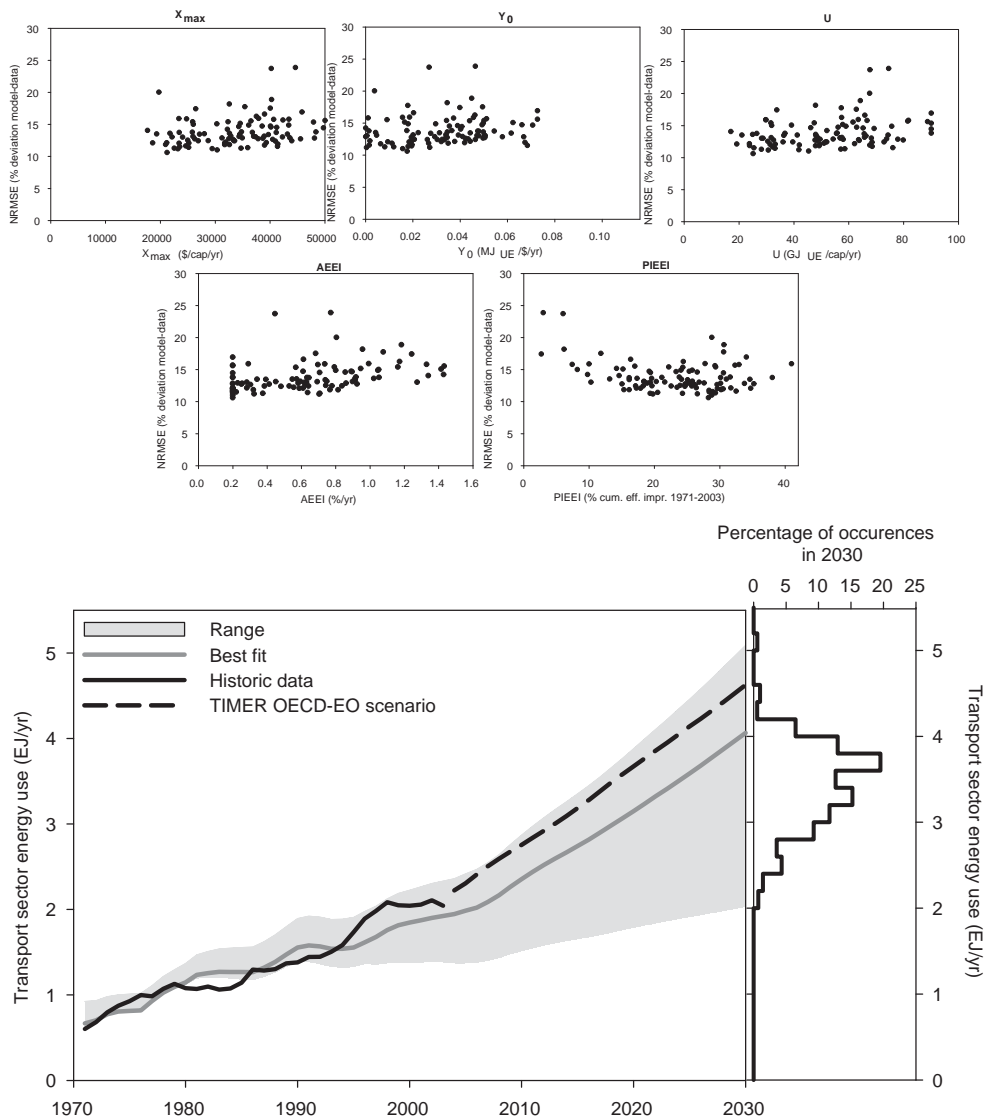 X max
Y 0
U
NRMSE (% deviation model-data)
30
25
20
15
10
5
0
0 10000 20000 30000 40000 50000
X max ($/cap/yr)
NRMSE (% deviation model-data)
30
25
20
15
10
5
0
0.00 0.02 0.04 0.06 0.08 0.10
Y 0 (MJ UE /$/yr)
NRMSE (% deviation model-data)
30
25
20
15
10
5
0
0 20 40 60 80 100
U (GJ UE /cap/yr)
AEEI
NRMSE (% deviation model-data)
30
25
20
15
10
5
0
0.0 0.2 0.4 0.6 0.8 1.0 1.2 1.4 1.6
AEEI (%/yr)
PIEEI
NRMSE (% deviation model-data)
30
25
20
15
10
5
0
0 10 20 30 40
PIEEI (% cum. eff. impr. 1971-2003)
Percentage of occurences
in 2030
0 5 10 15 20 25
Range
Best fit
Historic data
TIMER OECD-EO scenario
Transport sector energy use (EJ/yr)
5
4
3
2
1
0
1970 1980 1990 2000 2010 2020 2030
5
4
3
2
1
0
Transport sector energy use (EJ/yr)